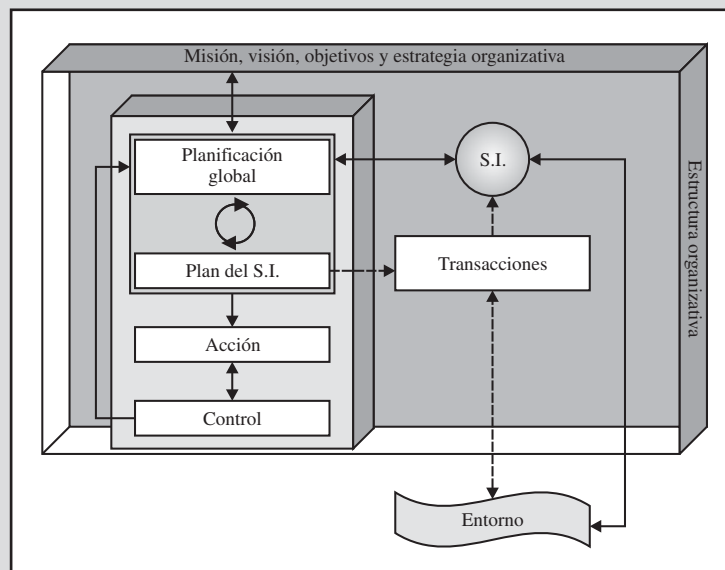 Misión, visión, objetivos y estrategia organizativa
Planificación
global
S.I.
Plan del S.I.
Transacciones
Estructura organizativa
Acción
Control
Entorno